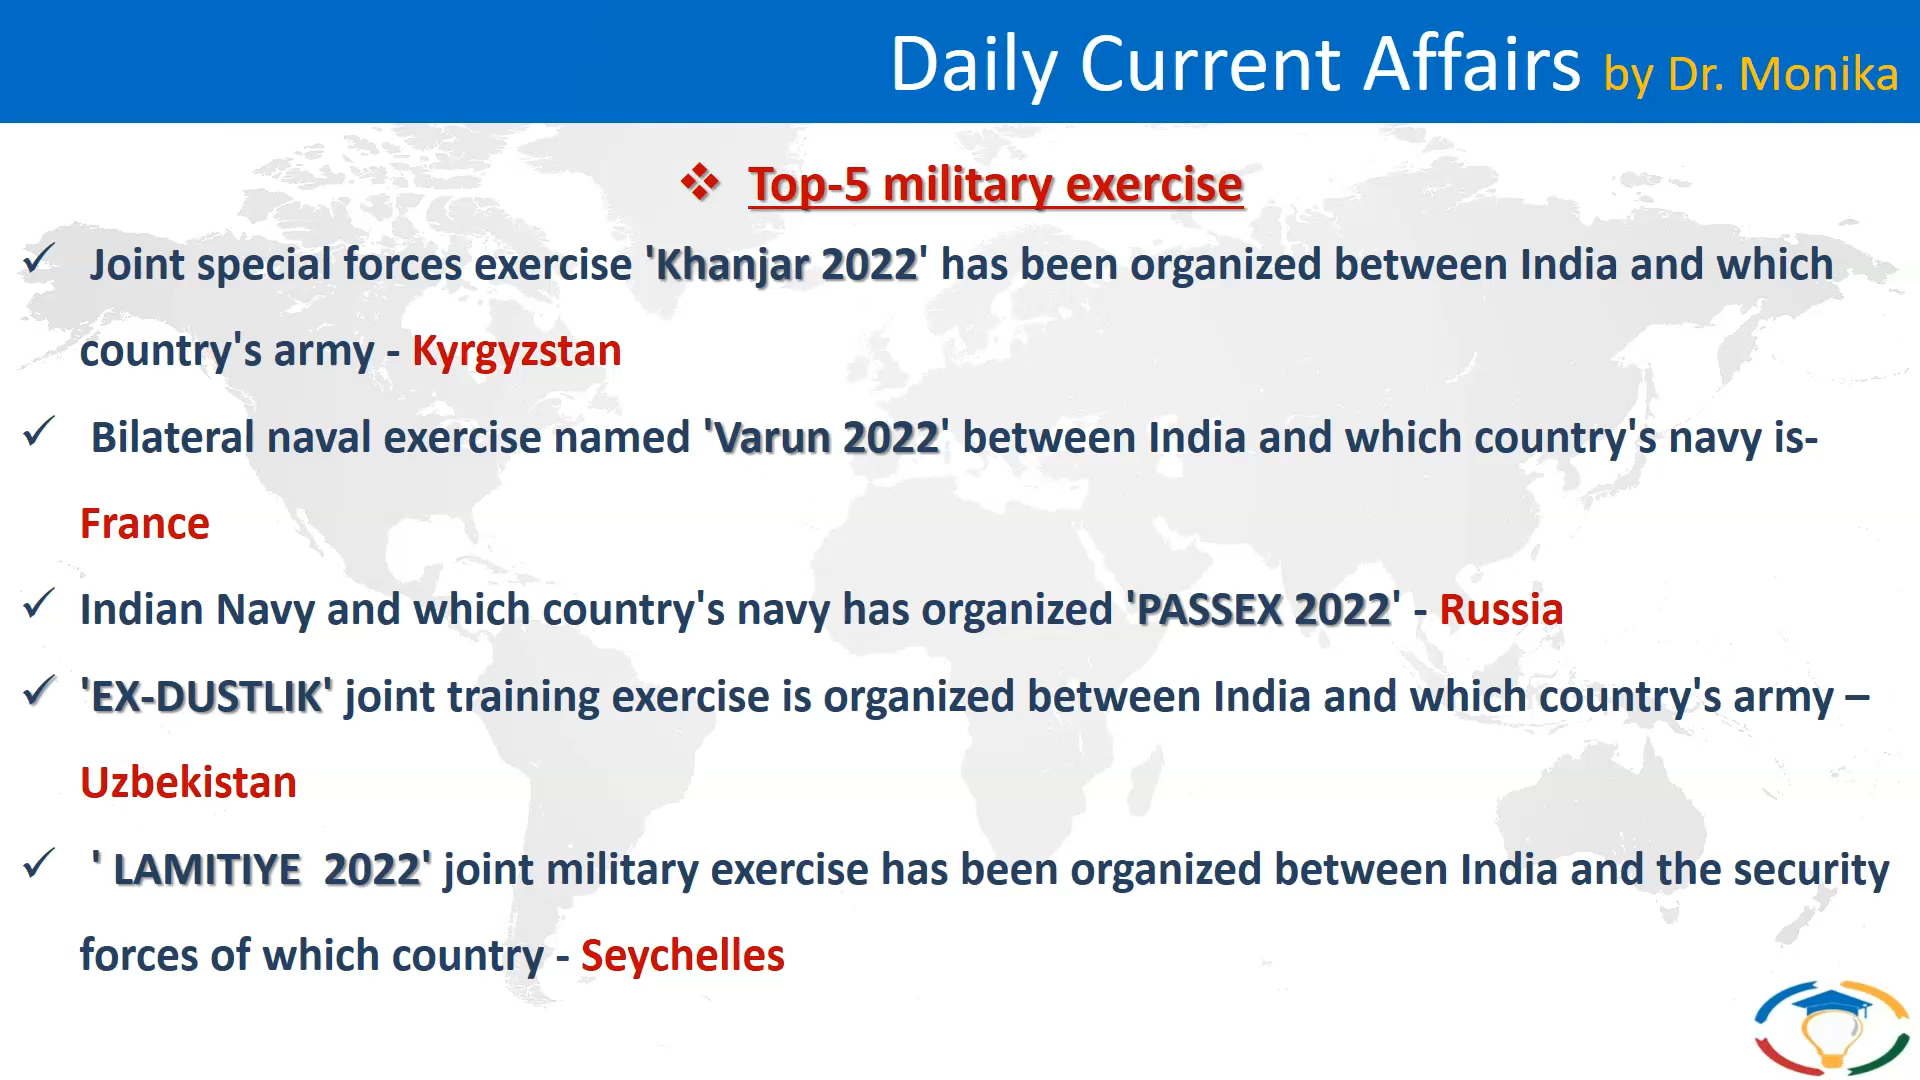 Daily Current Affairs by Dr. Monika
❖ Top-5 military exercise
✓ Joint special forces exercise 'Khanjar 2022' has been organized between India and which
country's army - Kyrgyzstan
✓ Bilateral naval exercise named 'Varun 2022' between India and which country's navy is-
France
✓ Indian Navy and which country's navy has organized 'PASSEX 2022' - Russia
✓ 'EX-DUSTLIK' joint training exercise is organized between India and which country's army –
Uzbekistan
✓ ' LAMITIYE 2022' joint military exercise has been organized between India and the security
forces of which country - Seychelles